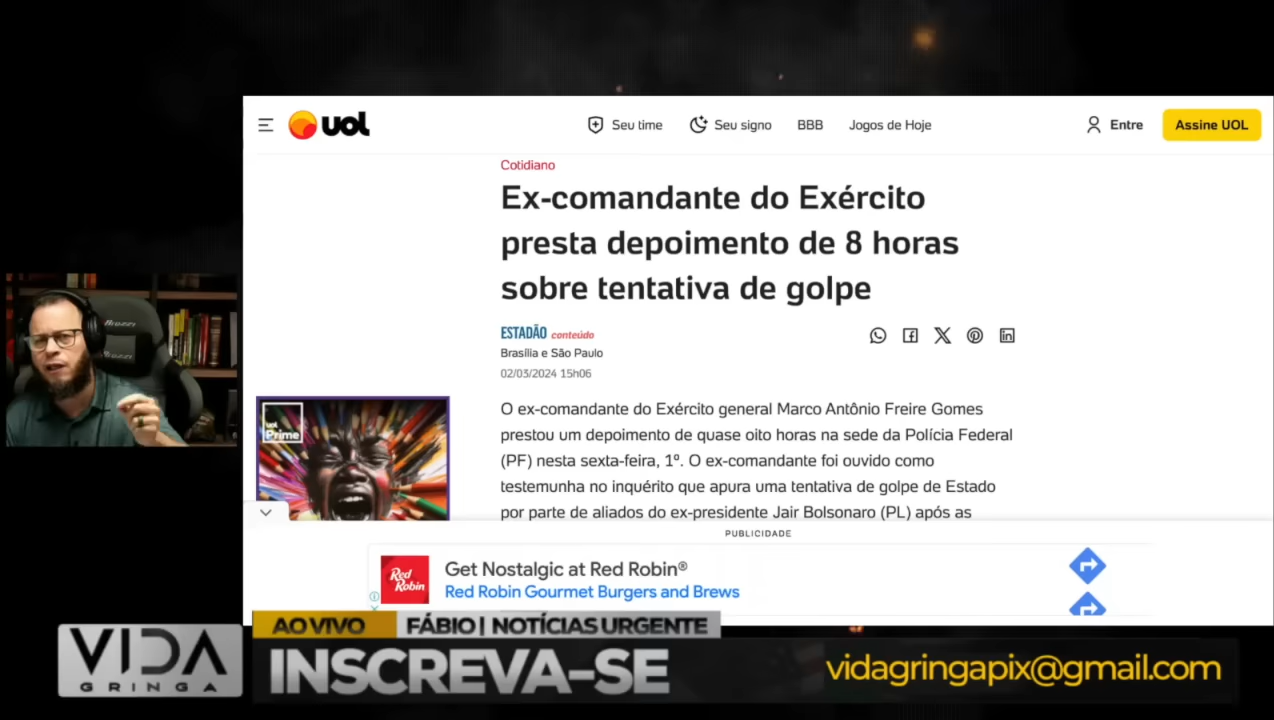 uol
Seu time
Seu signo
BBB
Jogos de Hoje
Entre
Assine UOL
Cotidiano
Ex-comandante do Exército
presta depoimento de 8 horas
sobre tentativa de golpe
ESTADÃO conteúdo
Brasília e São Paulo
02/03/2024 15h06
O ex-comandante do Exército general Marco Antônio Freire Gomes
prestou um depoimento de quase oito horas na sede da Polícia Federal
(PF) nesta sexta-feira, 1º. O ex-comandante foi ouvido como
testemunha no inquérito que apura uma tentativa de golpe de Estado
por parte de aliados do ex-presidente Jair Bolsonaro (PL) após as
uol
Prime
PUBLICIDADE
Red
Robin
Get Nostalgic at Red Robin®
Red Robin Gourmet Burgers and Brews
AO VIVO
FÁBIO | NOTÍCIAS URGENTE
VIDA
GRINGA
INSCREVA-SE
vidagringapix@gmail.com